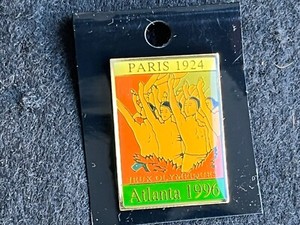 PARIS 1924
JEUX OLYMPIQUES
Atlanta 1996